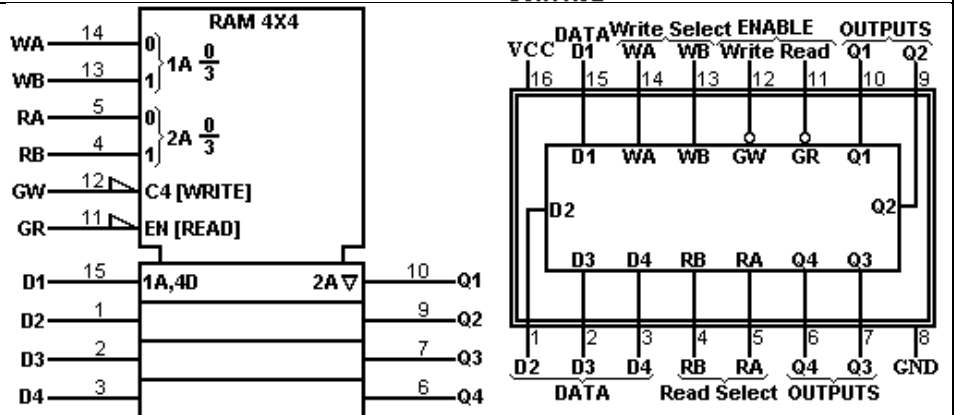 RAM 4X4
WA 14 0
1A 0/3
WB 13 1
RA 5 0
2A 0/3
RB 4 1
GW 12 C4 [WRITE]
GR 11 EN [READ]
D1 15 1A,4D 2A ▽ 10 Q1
D2 1 9 Q2
D3 2 7 Q3
D4 3 6 Q4
DATA Write Select ENABLE OUTPUTS
VCC D1 WA WB Write Read Q1 Q2
16 15 14 13 12 11 10 9
D1 WA WB GW GR Q1
D2 Q2
D3 D4 RB RA Q4 Q3
1 2 3 4 5 6 7 8
D2 D3 D4 RB RA Q4 Q3 GND
DATA Read Select OUTPUTS